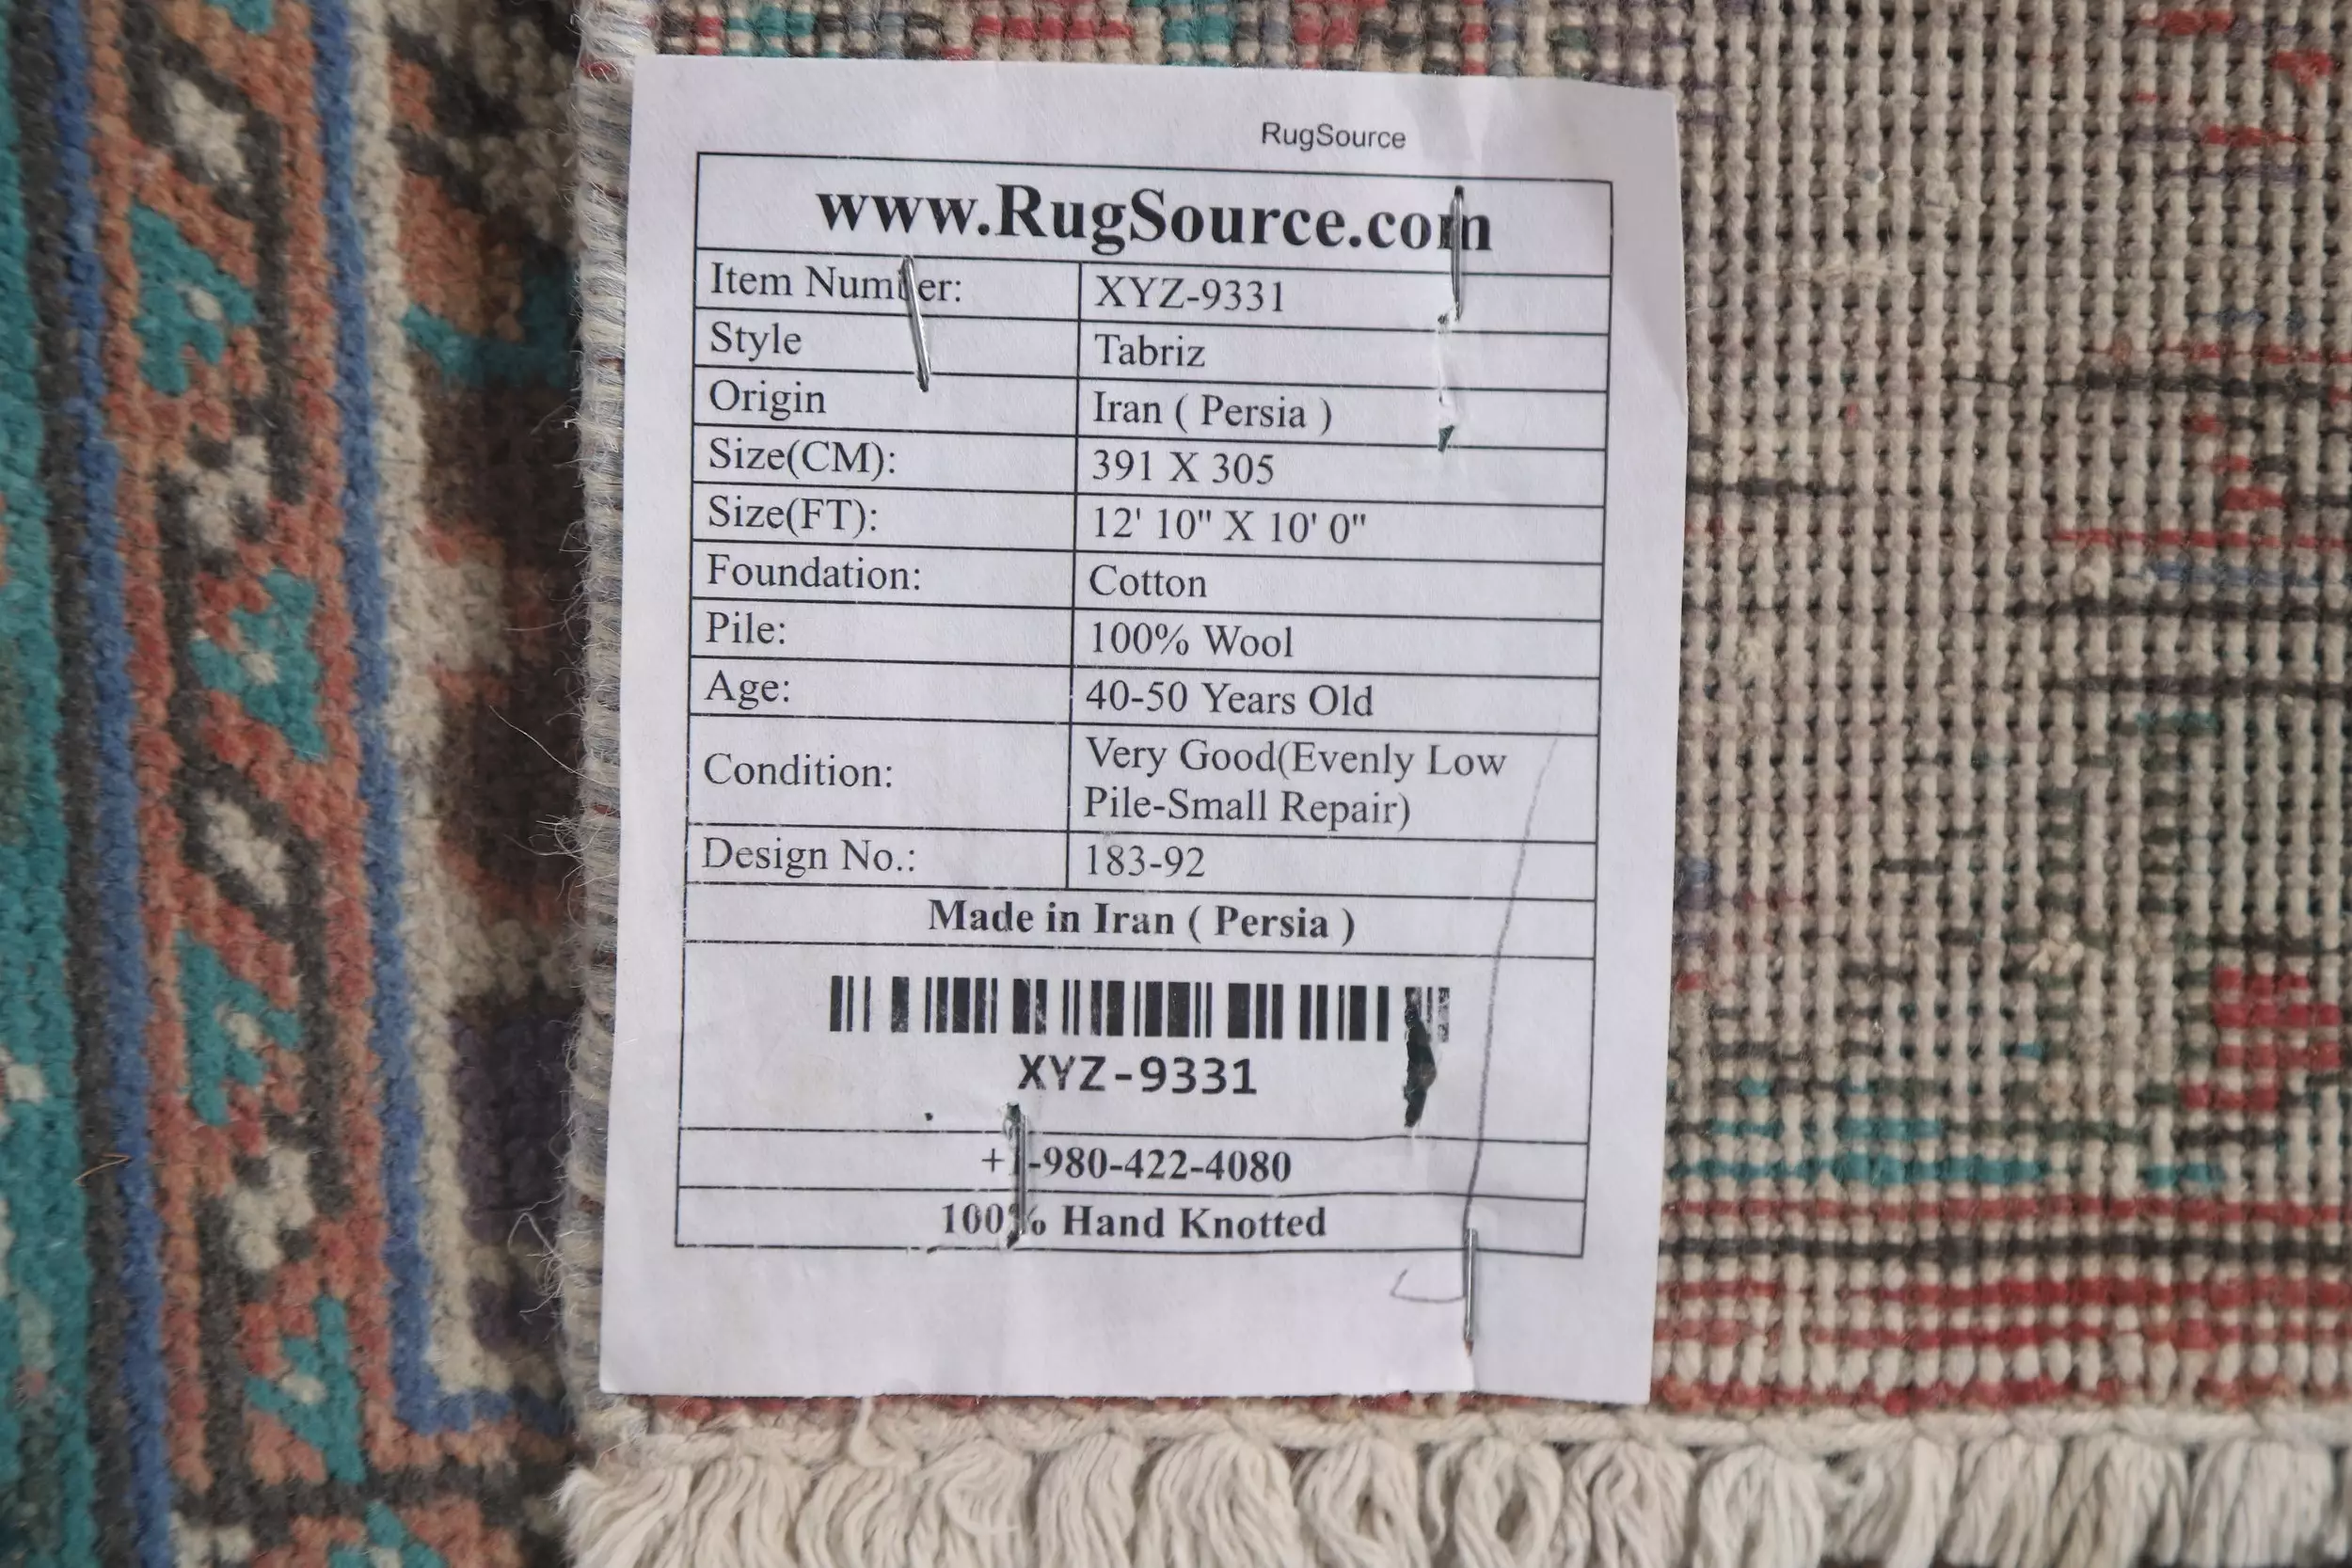 RugSource
www.RugSource.com
Item Number: XYZ-9331
Style Tabriz
Origin Iran ( Persia )
Size(CM): 391 X 305
Size(FT): 12' 10" X 10' 0"
Foundation: Cotton
Pile: 100% Wool
Age: 40-50 Years Old
Condition: Very Good(Evenly Low
Pile-Small Repair)
Design No.: 183-92
Made in Iran ( Persia )
XYZ-9331
+1-980-422-4080
100% Hand Knotted